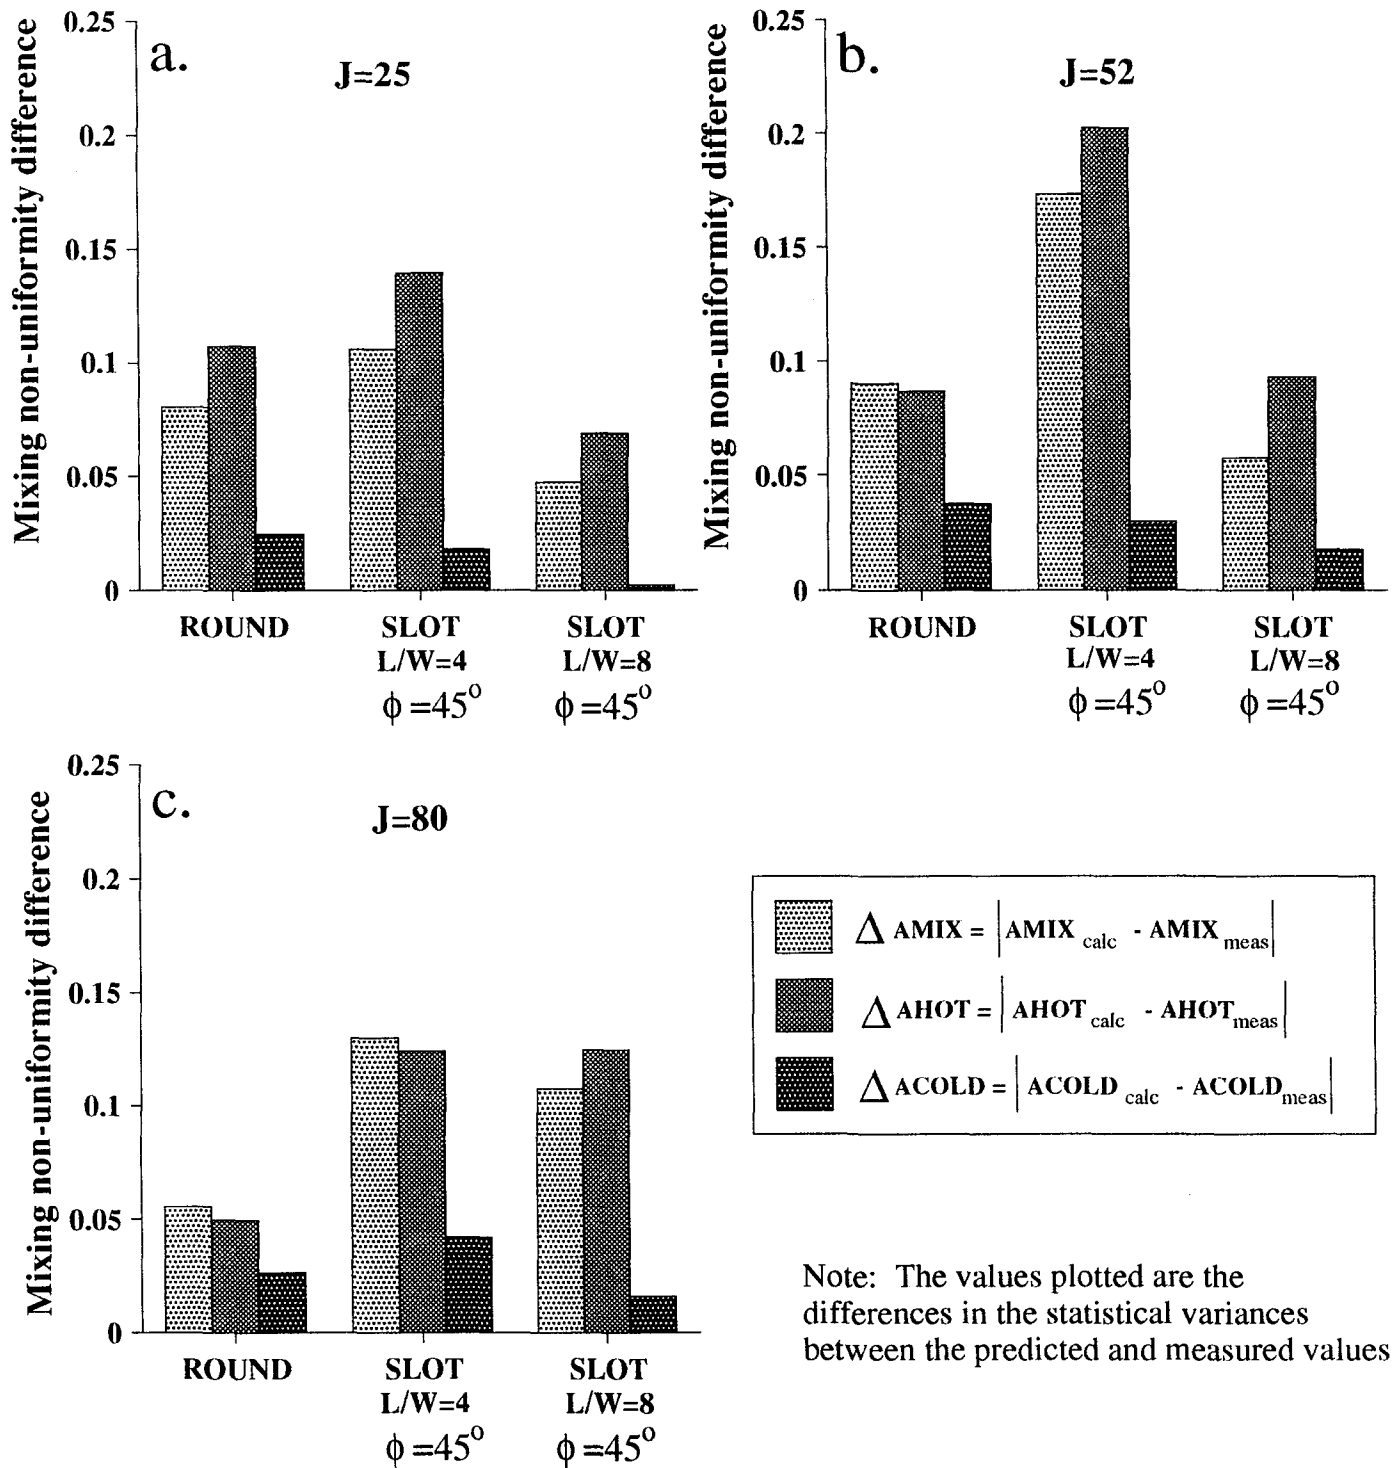 a.
J=25
Mixing non-uniformity difference
0.25
0.2
0.15
0.1
0.05
0
ROUND
SLOT
L/W=4
ϕ =45°
SLOT
L/W=8
ϕ =45°
b.
J=52
Mixing non-uniformity difference
0.25
0.2
0.15
0.1
0.05
0
ROUND
SLOT
L/W=4
ϕ =45°
SLOT
L/W=8
ϕ =45°
c.
J=80
Mixing non-uniformity difference
0.25
0.2
0.15
0.1
0.05
0
ROUND
SLOT
L/W=4
ϕ =45°
SLOT
L/W=8
ϕ =45°
Δ AMIX = | AMIX calc - AMIX meas |
Δ AHOT = | AHOT calc - AHOT meas |
Δ ACOLD = | ACOLD calc - ACOLD meas |
Note: The values plotted are the
differences in the statistical variances
between the predicted and measured values